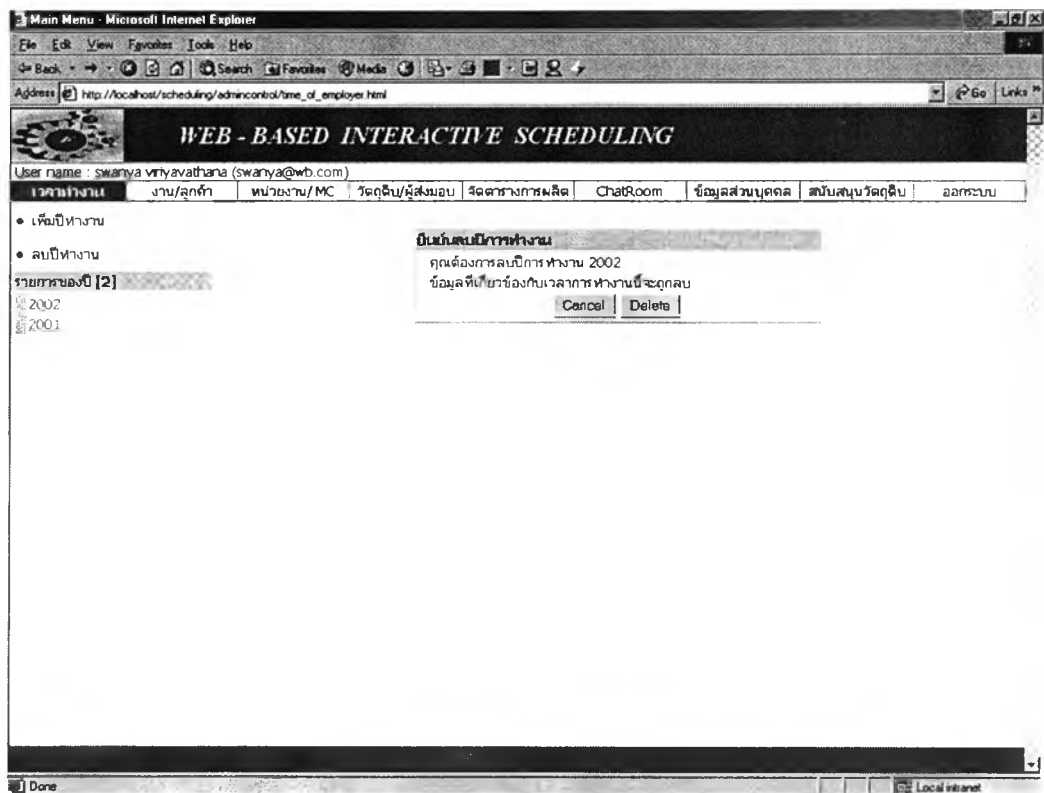 Main Menu - Microsoft Internet Explorer
File Edit View Favorites Tools Help
Back Search Favorites Media
Address http://localhost/scheduling/admincontrol/time_of_employer.html Go Links »
WEB - BASED INTERACTIVE SCHEDULING
User name : swanya viriyavathana (swanya@wb.com)
เวลาทำงาน งาน/ลูกค้า หน่วยงาน/ MC วัตถุดิบ/ผู้ส่งมอบ จัดตารางการผลิต ChatRoom ข้อมูลส่วนบุคคล สนับสนุนวัตถุดิบ ออกระบบ
• เพิ่มปีทำงาน
• ลบปีทำงาน
รายการของปี [2]
2002
2001
ยืนยันลบปีการทำงาน
คุณต้องการลบปีการทำงาน 2002
ข้อมูลที่เกี่ยวข้องกับเวลาการทำงานนี้จะถูกลบ
Cancel Delete
Done Local intranet